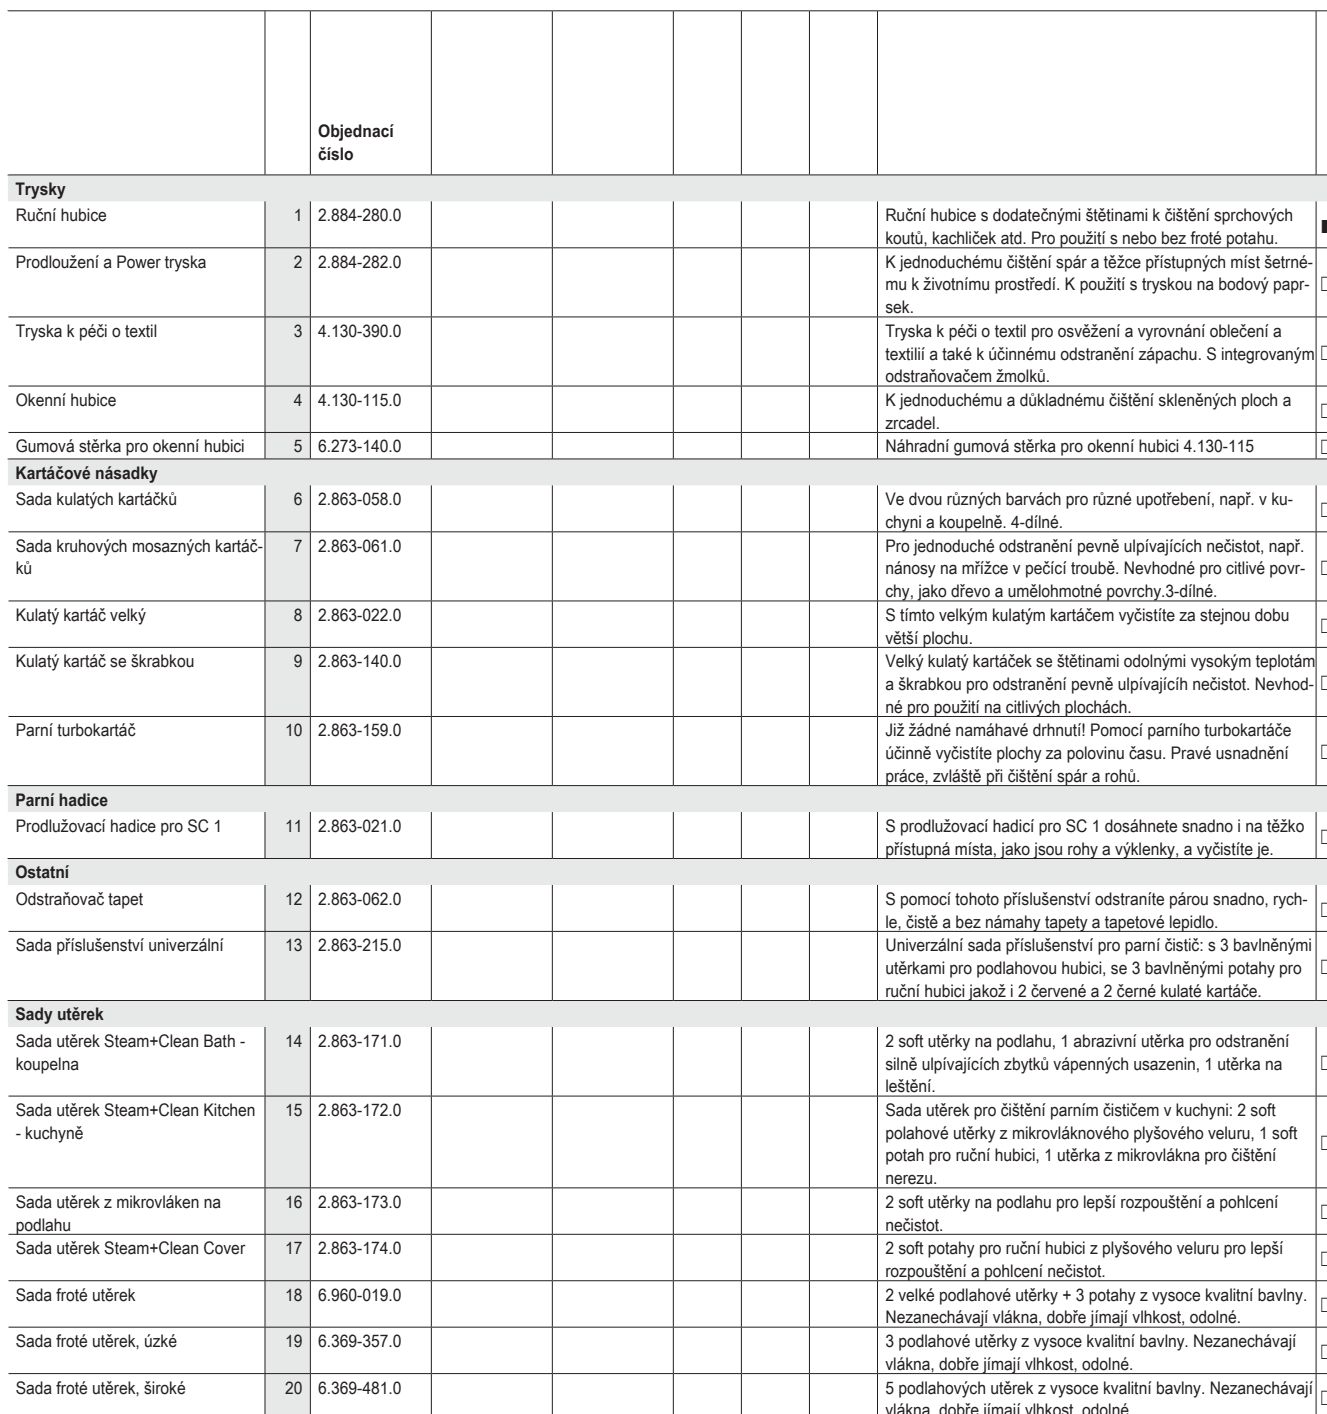 Objednací
číslo
Trysky
Ruční hubice 1 2.884-280.0 Ruční hubice s dodatečnými štětinami k čištění sprchových
koutů, kachliček atd. Pro použití s nebo bez froté potahu.
Prodloužení a Power tryska 2 2.884-282.0 K jednoduchému čištění spár a těžce přístupných míst šetrné-
mu k životnímu prostředí. K použití s tryskou na bodový papr-
sek.
Tryska k péči o textil 3 4.130-390.0 Tryska k péči o textil pro osvěžení a vyrovnání oblečení a
textilií a také k účinnému odstranění zápachu. S integrovaným
odstraňovačem žmolků.
Okenní hubice 4 4.130-115.0 K jednoduchému a důkladnému čištění skleněných ploch a
zrcadel.
Gumová stěrka pro okenní hubici 5 6.273-140.0 Náhradní gumová stěrka pro okenní hubici 4.130-115
Kartáčové násadky
Sada kulatých kartáčků 6 2.863-058.0 Ve dvou různých barvách pro různé upotřebení, např. v ku-
chyni a koupelně. 4-dílné.
Sada kruhových mosazných kartáč- 7 2.863-061.0 Pro jednoduché odstranění pevně ulpívajících nečistot, např.
ků nánosy na mřížce v pečící troubě. Nevhodné pro citlivé povr-
chy, jako dřevo a umělohmotné povrchy.3-dílné.
Kulatý kartáč velký 8 2.863-022.0 S tímto velkým kulatým kartáčem vyčistíte za stejnou dobu
větší plochu.
Kulatý kartáč se škrabkou 9 2.863-140.0 Velký kulatý kartáček se štětinami odolnými vysokým teplotám
a škrabkou pro odstranění pevně ulpívajících nečistot. Nevhod-
né pro použití na citlivých plochách.
Parní turbokartáč 10 2.863-159.0 Již žádné namáhavé drhnutí! Pomocí parního turbokartáče
účinně vyčistíte plochy za polovinu času. Pravé usnadnění
práce, zvláště při čištění spár a rohů.
Parní hadice
Prodlužovací hadice pro SC 1 11 2.863-021.0 S prodlužovací hadicí pro SC 1 dosáhnete snadno i na těžko
přístupná místa, jako jsou rohy a výklenky, a vyčistíte je.
Ostatní
Odstraňovač tapet 12 2.863-062.0 S pomocí tohoto příslušenství odstraníte párou snadno, rych-
le, čistě a bez námahy tapety a tapetové lepidlo.
Sada příslušenství univerzální 13 2.863-215.0 Univerzální sada příslušenství pro parní čistič: s 3 bavlněnými
utěrkami pro podlahovou hubici, se 3 bavlněnými potahy pro
ruční hubici jakož i 2 červené a 2 černé kulaté kartáče.
Sady utěrek
Sada utěrek Steam+Clean Bath - 14 2.863-171.0 2 soft utěrky na podlahu, 1 abrazivní utěrka pro odstranění
koupelna silně ulpívajících zbytků vápenných usazenin, 1 utěrka na
leštění.
Sada utěrek Steam+Clean Kitchen 15 2.863-172.0 Sada utěrek pro čištění parním čističem v kuchyni: 2 soft
- kuchyně polahové utěrky z mikrovláknového plyšového veluru, 1 soft
potah pro ruční hubici, 1 utěrka z mikrovlákna pro čištění
nerezu.
Sada utěrek z mikrovláken na 16 2.863-173.0 2 soft utěrky na podlahu pro lepší rozpouštění a pohlcení
podlahu nečistot.
Sada utěrek Steam+Clean Cover 17 2.863-174.0 2 soft potahy pro ruční hubici z plyšového veluru pro lepší
rozpouštění a pohlcení nečistot.
Sada froté utěrek 18 6.960-019.0 2 velké podlahové utěrky + 3 potahy z vysoce kvalitní bavlny.
Nezanechávají vlákna, dobře jímají vlhkost, odolné.
Sada froté utěrek, úzké 19 6.369-357.0 3 podlahové utěrky z vysoce kvalitní bavlny. Nezanechávají
vlákna, dobře jímají vlhkost, odolné.
Sada froté utěrek, široké 20 6.369-481.0 5 podlahových utěrek z vysoce kvalitní bavlny. Nezanechávají
vlákna, dobře jímají vlhkost, odolné.